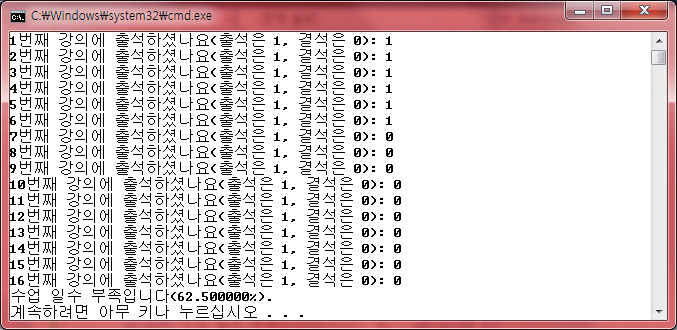 C:₩Windows₩system32₩cmd.exe
1번째 강의에 출석하셨나요(출석은 1, 결석은 0): 1
2번째 강의에 출석하셨나요(출석은 1, 결석은 0): 1
3번째 강의에 출석하셨나요(출석은 1, 결석은 0): 1
4번째 강의에 출석하셨나요(출석은 1, 결석은 0): 1
5번째 강의에 출석하셨나요(출석은 1, 결석은 0): 1
6번째 강의에 출석하셨나요(출석은 1, 결석은 0): 1
7번째 강의에 출석하셨나요(출석은 1, 결석은 0): 0
8번째 강의에 출석하셨나요(출석은 1, 결석은 0): 0
9번째 강의에 출석하셨나요(출석은 1, 결석은 0): 0
10번째 강의에 출석하셨나요(출석은 1, 결석은 0): 0
11번째 강의에 출석하셨나요(출석은 1, 결석은 0): 0
12번째 강의에 출석하셨나요(출석은 1, 결석은 0): 0
13번째 강의에 출석하셨나요(출석은 1, 결석은 0): 0
14번째 강의에 출석하셨나요(출석은 1, 결석은 0): 0
15번째 강의에 출석하셨나요(출석은 1, 결석은 0): 0
16번째 강의에 출석하셨나요(출석은 1, 결석은 0): 0
수업 일수 부족입니다(62.500000%).
계속하려면 아무 키나 누르십시오 . . .